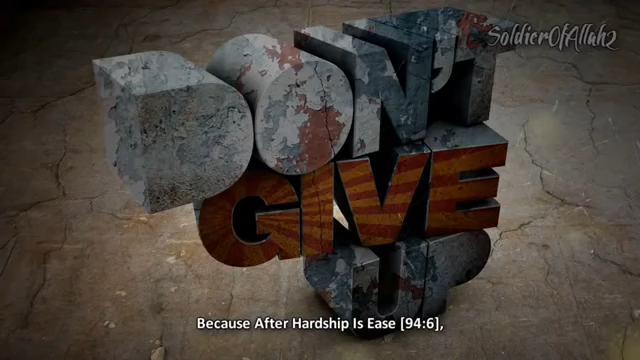 SoldierOfAllah2
DON'T
GIVE
UP
Because After Hardship Is Ease [94:6],